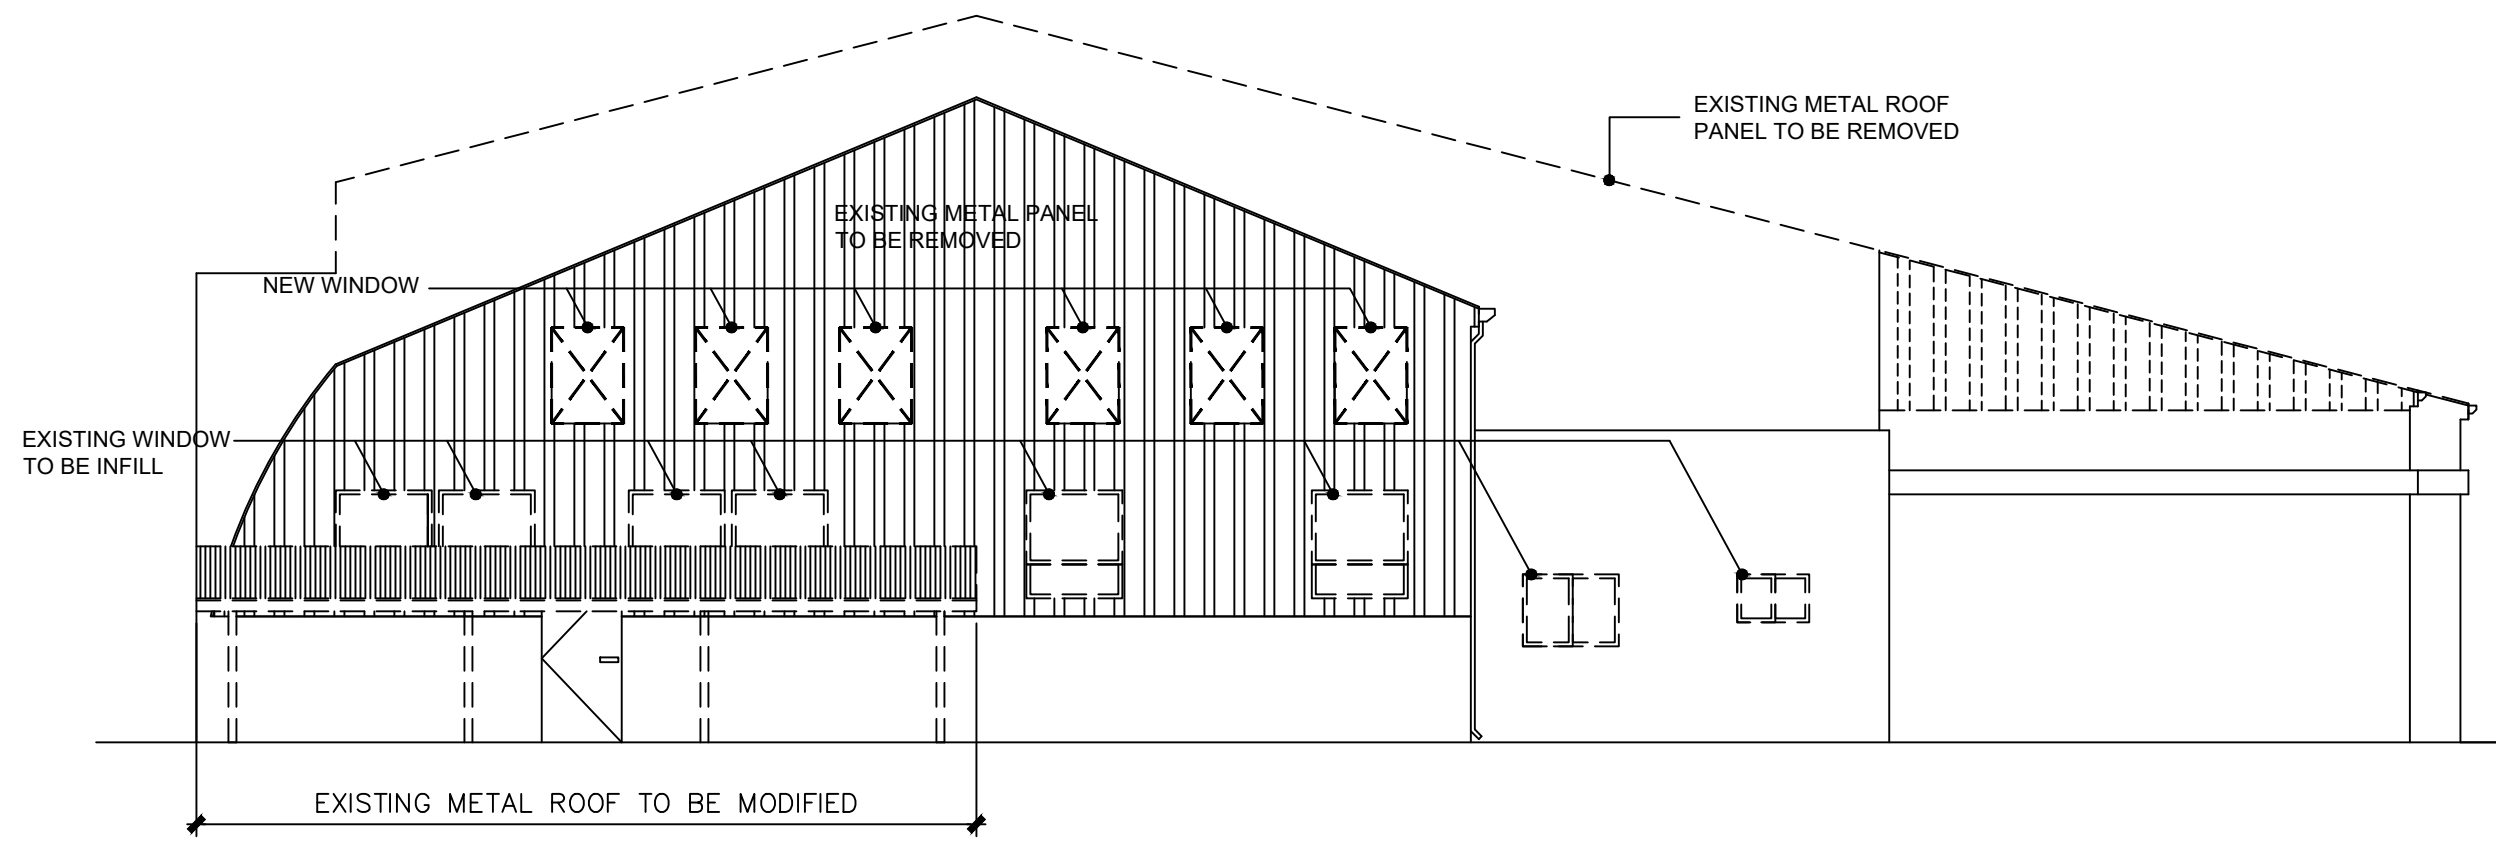 EXISTING METAL ROOF
PANEL TO BE REMOVED
EXISTING METAL PANEL
TO BE REMOVED
NEW WINDOW
EXISTING WINDOW
TO BE INFILL
EXISTING METAL ROOF TO BE MODIFIED